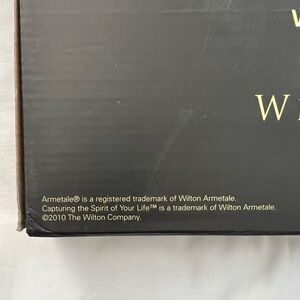 W
Armetale® is a registered trademark of Wilton Armetale.
Capturing the Spirit of Your Life™ is a trademark of Wilton Armetale.
©2010 The Wilton Company.